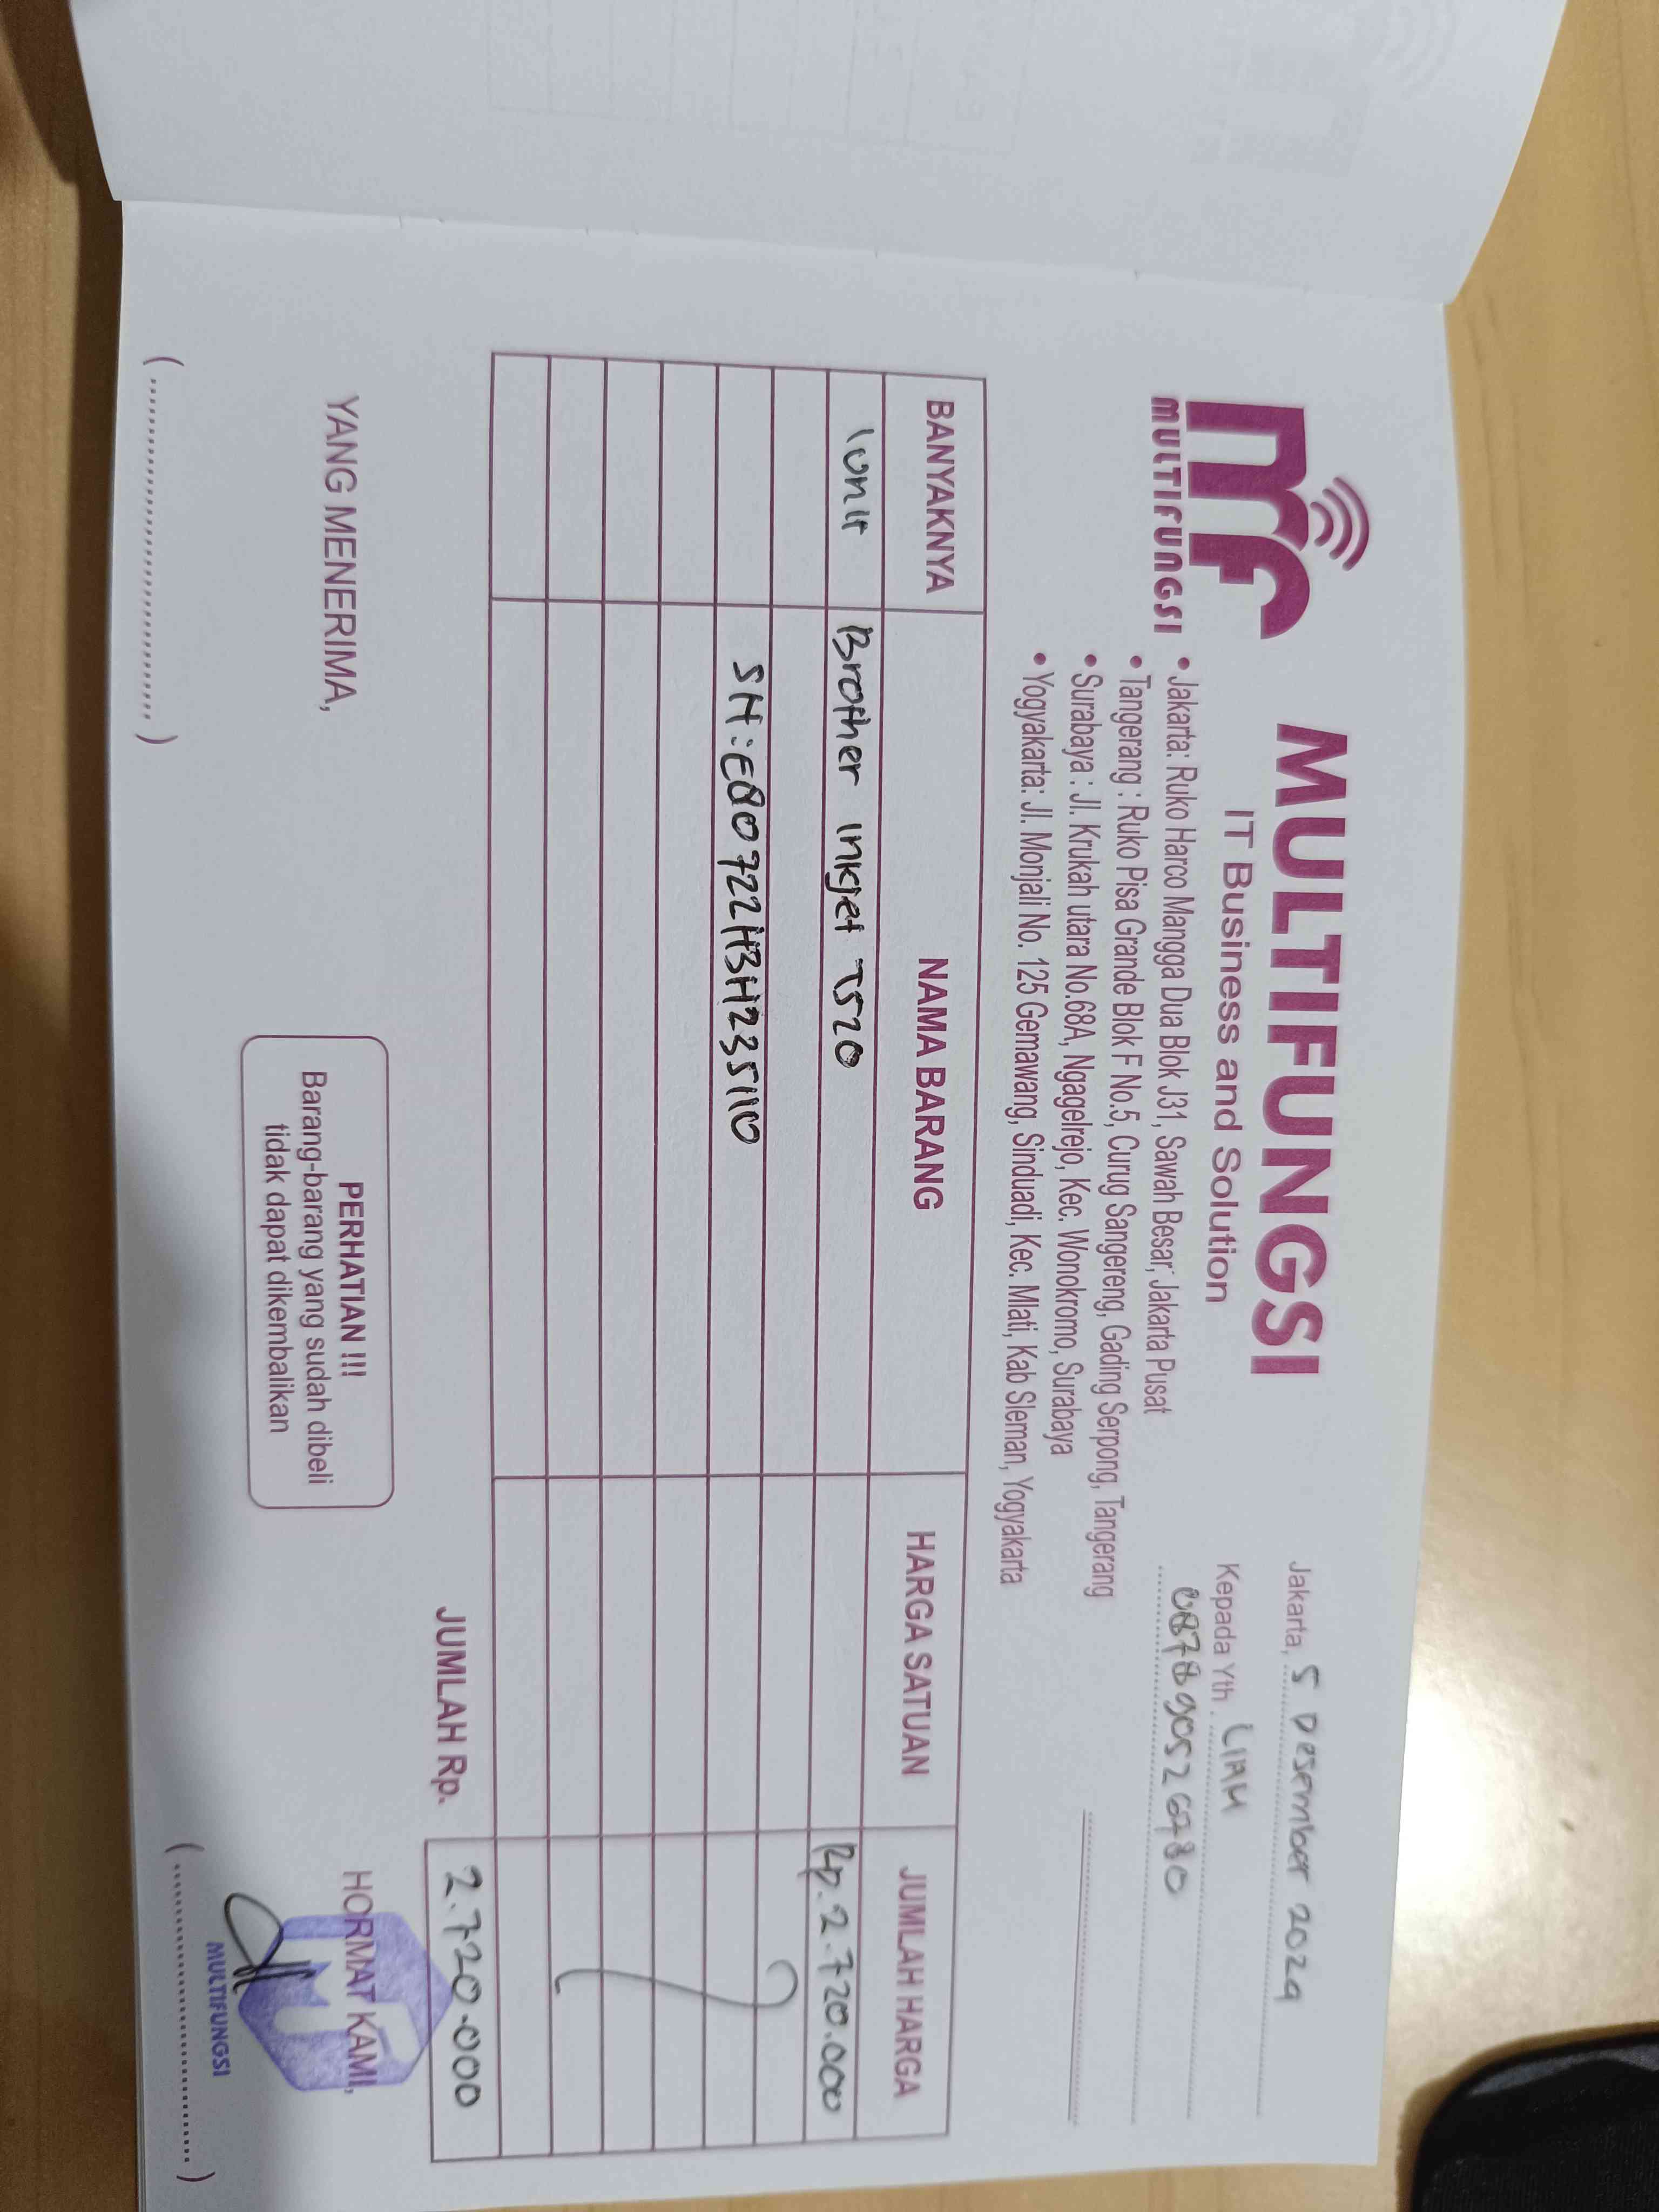 MULTIFUNGSI
MULTIFUNGSI
IT Business and Solution
• Jakarta: Ruko Harco Mangga Dua Blok J31, Sawah Besar, Jakarta Pusat
• Tangerang : Ruko Pisa Grande Blok F No.5, Curug Sangereng, Gading Serpong, Tangerang
• Surabaya : Jl. Krukah utara No.68A, Ngagelrejo, Kec. Wonokromo, Surabaya
• Yogyakarta: Jl. Monjali No. 125 Gemawang, Sinduadi, Kec. Mlati, Kab Sleman, Yogyakarta
Jakarta, 5 Desember 2024
Kepada Yth. LIAH
087890526780
BANYAKNYA NAMA BARANG HARGA SATUAN JUMLAH HARGA
1 unit Brother Inkjet T520 Rp. 2.720.000
SH: E80722H3H235110
JUMLAH Rp. 2.720.000
YANG MENERIMA,
PERHATIAN !!!
Barang-barang yang sudah dibeli
tidak dapat dikembalikan
HORMAT KAMI,
MULTIFUNGSI
(..............................)
(..............................)